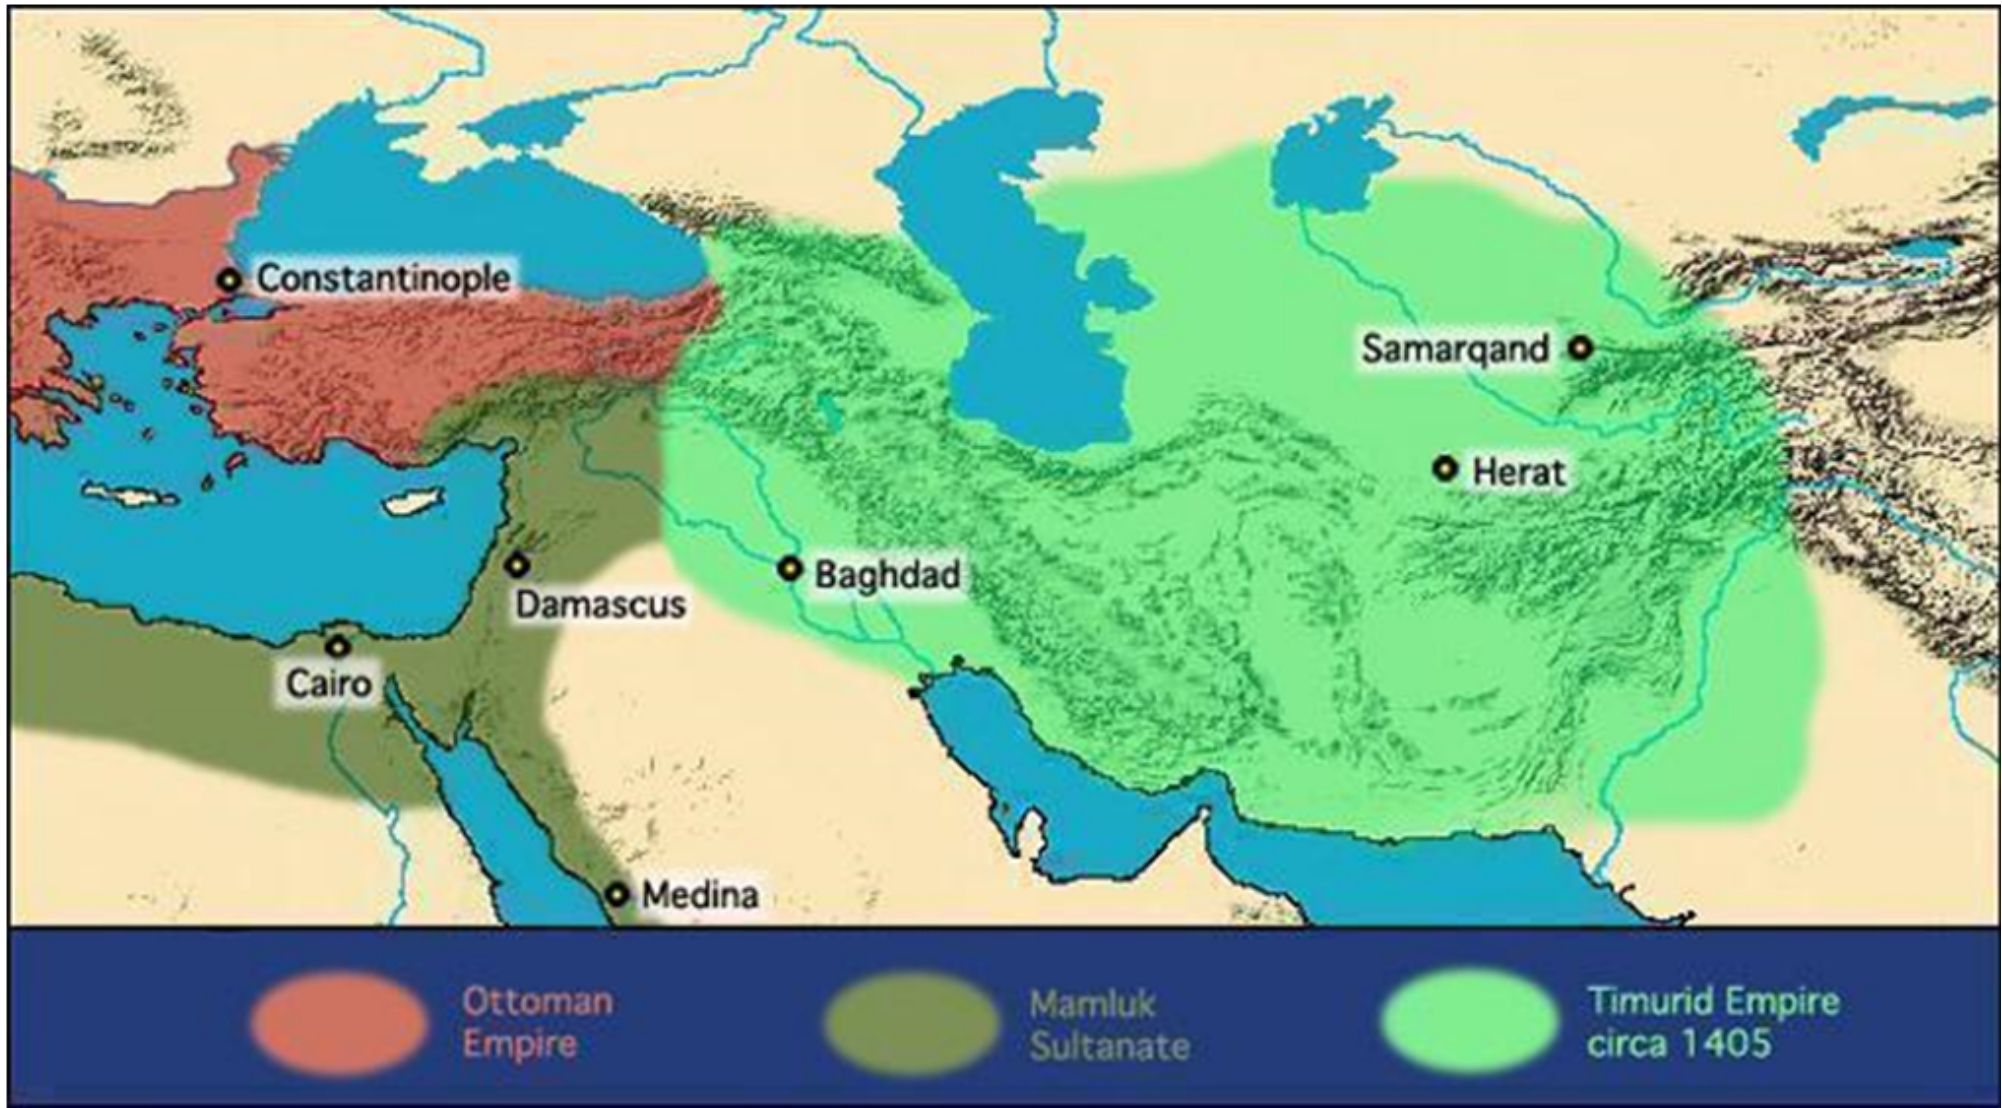 Constantinople
Samarqand
Herat
Baghdad
Damascus
Cairo
Medina
Ottoman
Empire
Mamluk
Sultanate
Timurid Empire
circa 1405